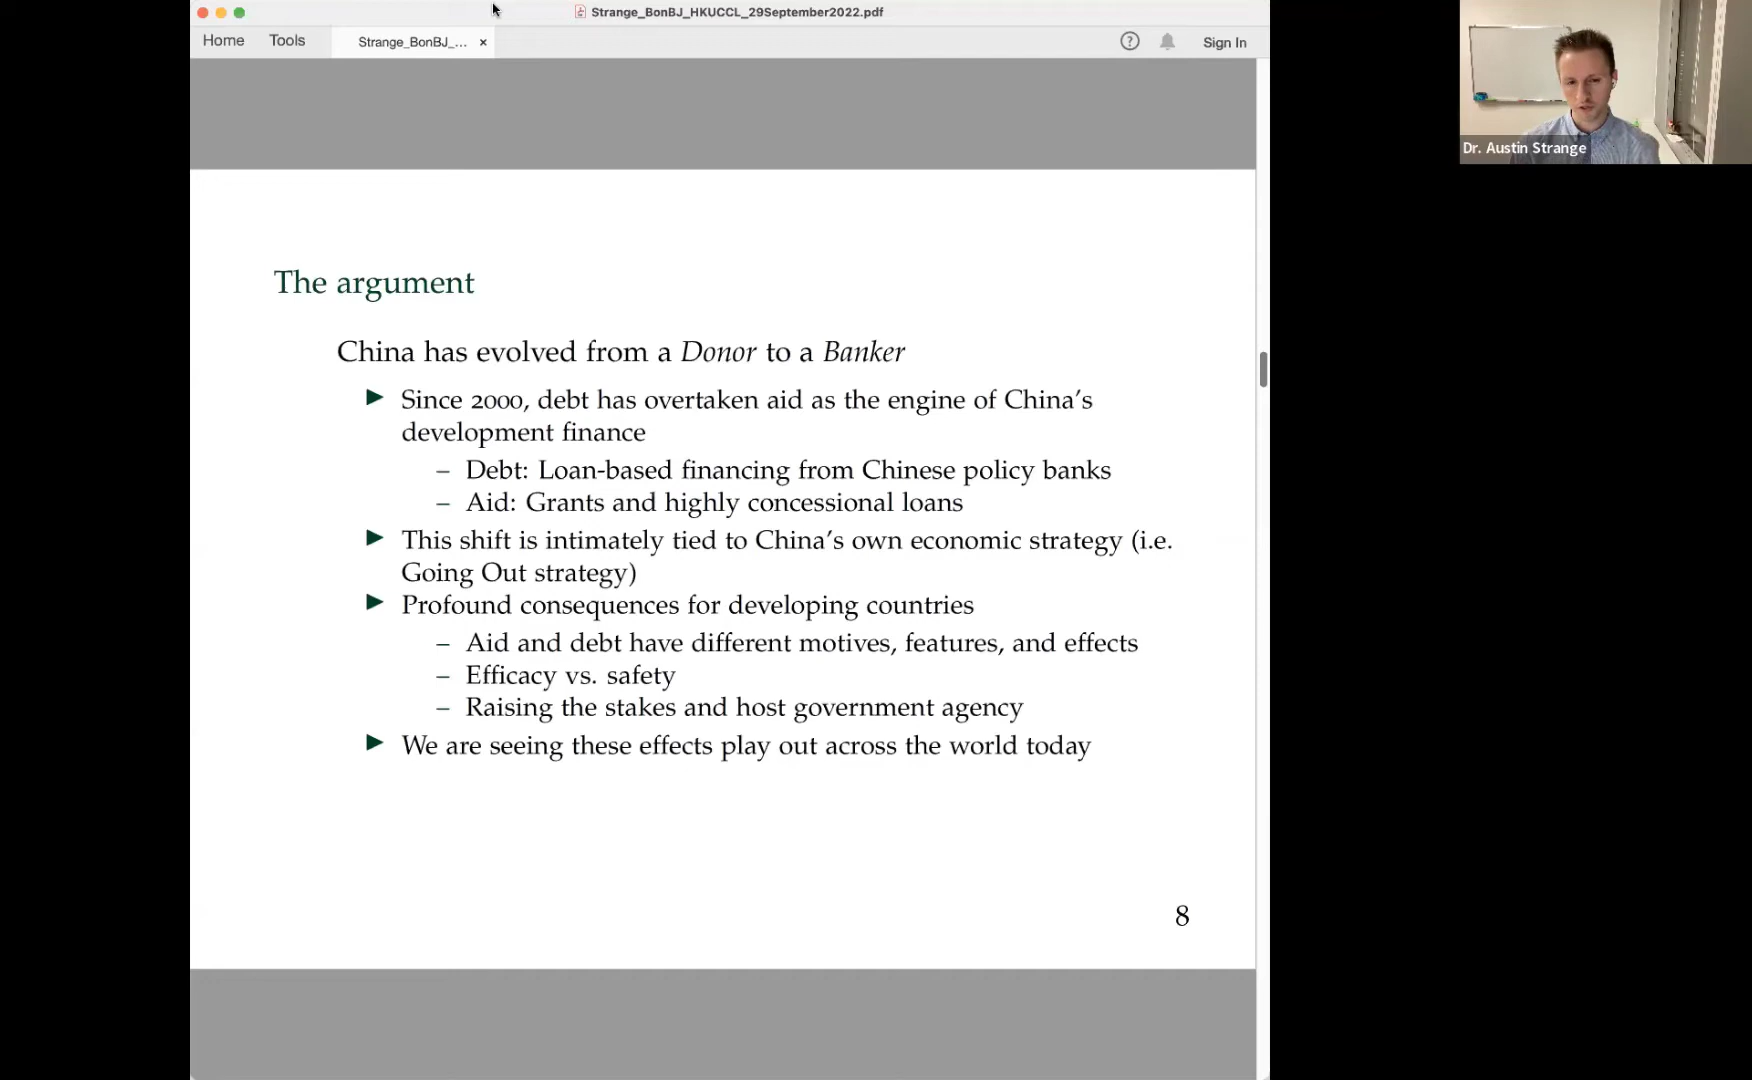 Strange_BonBJ_HKUCCL_29September2022.pdf
Home Tools Strange_BonBJ_... × ? Sign In
Dr. Austin Strange
The argument
China has evolved from a Donor to a Banker
▶ Since 2000, debt has overtaken aid as the engine of China's
development finance
– Debt: Loan-based financing from Chinese policy banks
– Aid: Grants and highly concessional loans
▶ This shift is intimately tied to China's own economic strategy (i.e.
Going Out strategy)
▶ Profound consequences for developing countries
– Aid and debt have different motives, features, and effects
– Efficacy vs. safety
– Raising the stakes and host government agency
▶ We are seeing these effects play out across the world today
8